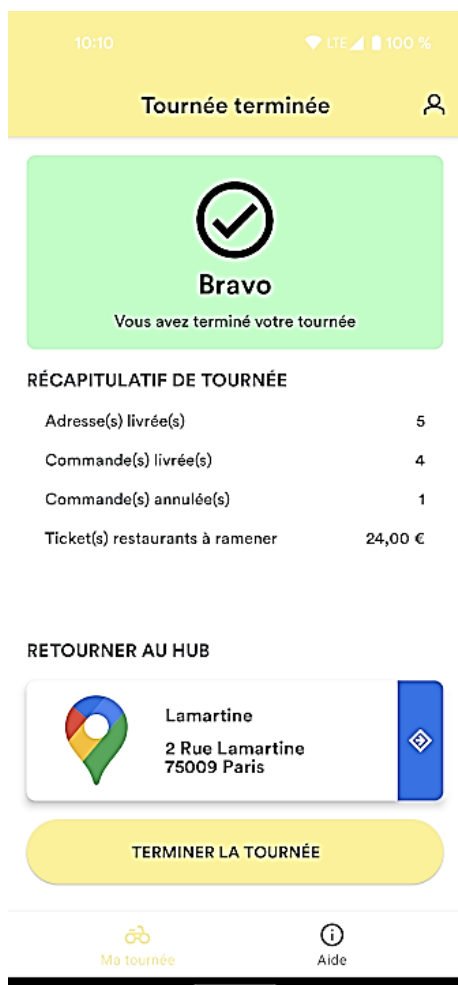 10:10 LTE 100 %
Tournée terminée
Bravo
Vous avez terminé votre tournée
RÉCAPITULATIF DE TOURNÉE
Adresse(s) livrée(s) 5
Commande(s) livrée(s) 4
Commande(s) annulée(s) 1
Ticket(s) restaurants à ramener 24,00 €
RETOURNER AU HUB
Lamartine
2 Rue Lamartine
75009 Paris
TERMINER LA TOURNÉE
Ma tournée Aide